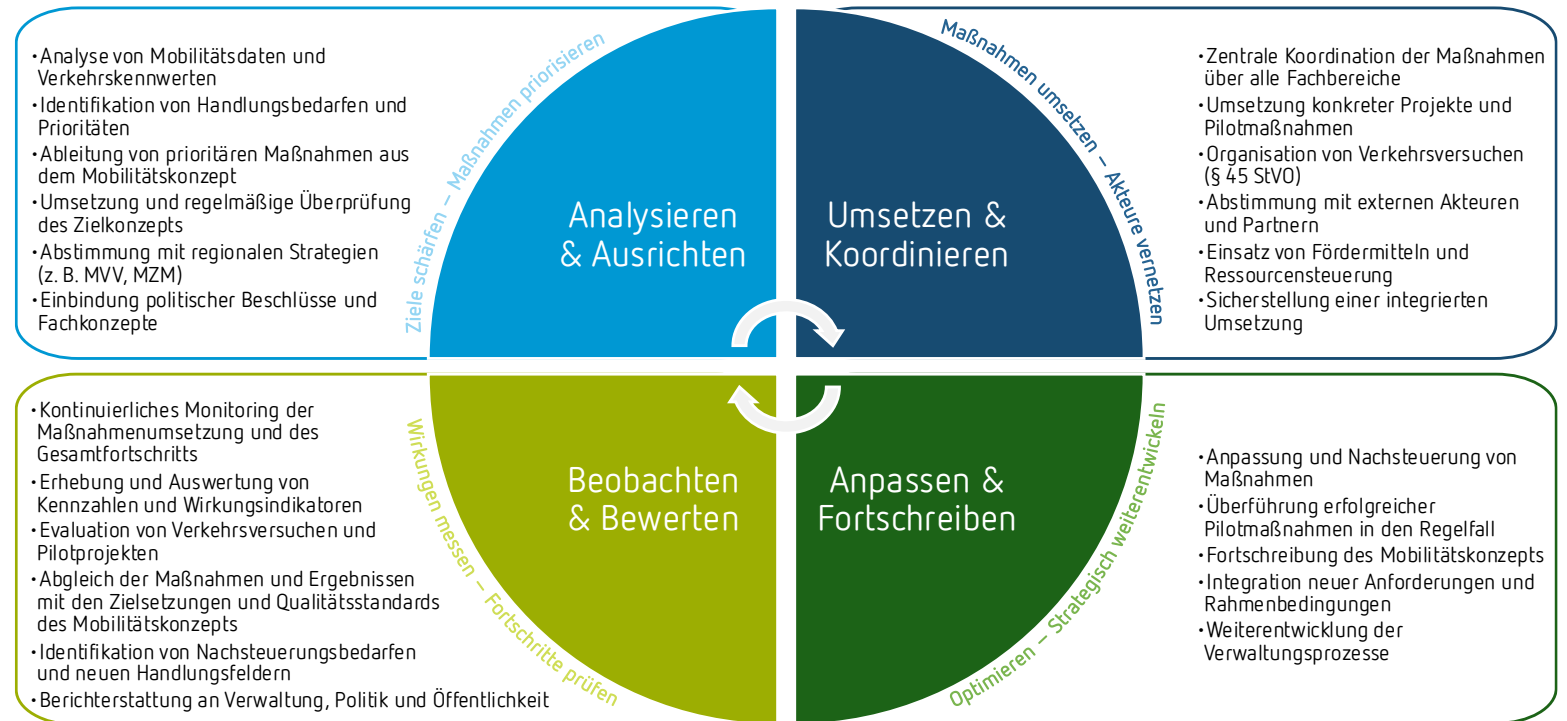 ·Analyse von Mobilitätsdaten und
Verkehrskennwerten
·Identifikation von Handlungsbedarfen und
Prioritäten
·Ableitung von prioritären Maßnahmen aus
dem Mobilitätskonzept
·Umsetzung und regelmäßige Überprüfung
des Zielkonzepts
·Abstimmung mit regionalen Strategien
(z. B. MVV, MZM)
·Einbindung politischer Beschlüsse und
Fachkonzepte
Ziele schärfen – Maßnahmen priorisieren
Analysieren
& Ausrichten
Umsetzen &
Koordinieren
Maßnahmen umsetzen – Akteure vernetzen
·Zentrale Koordination der Maßnahmen
über alle Fachbereiche
·Umsetzung konkreter Projekte und
Pilotmaßnahmen
·Organisation von Verkehrsversuchen
(§ 45 StVO)
·Abstimmung mit externen Akteuren
und Partnern
·Einsatz von Fördermitteln und
Ressourcensteuerung
·Sicherstellung einer integrierten
Umsetzung
·Kontinuierliches Monitoring der
Maßnahmenumsetzung und des
Gesamtfortschritts
·Erhebung und Auswertung von
Kennzahlen und Wirkungsindikatoren
·Evaluation von Verkehrsversuchen und
Pilotprojekten
·Abgleich der Maßnahmen und Ergebnissen
mit den Zielsetzungen und Qualitätsstandards
des Mobilitätskonzepts
·Identifikation von Nachsteuerungsbedarfen
und neuen Handlungsfeldern
·Berichterstattung an Verwaltung, Politik und Öffentlichkeit
Wirkungen messen – Fortschritte prüfen
Beobachten
& Bewerten
Anpassen &
Fortschreiben
Optimieren – Strategisch weiterentwickeln
·Anpassung und Nachsteuerung von
Maßnahmen
·Überführung erfolgreicher
Pilotmaßnahmen in den Regelfall
·Fortschreibung des Mobilitätskonzepts
·Integration neuer Anforderungen und
Rahmenbedingungen
·Weiterentwicklung der
Verwaltungsprozesse